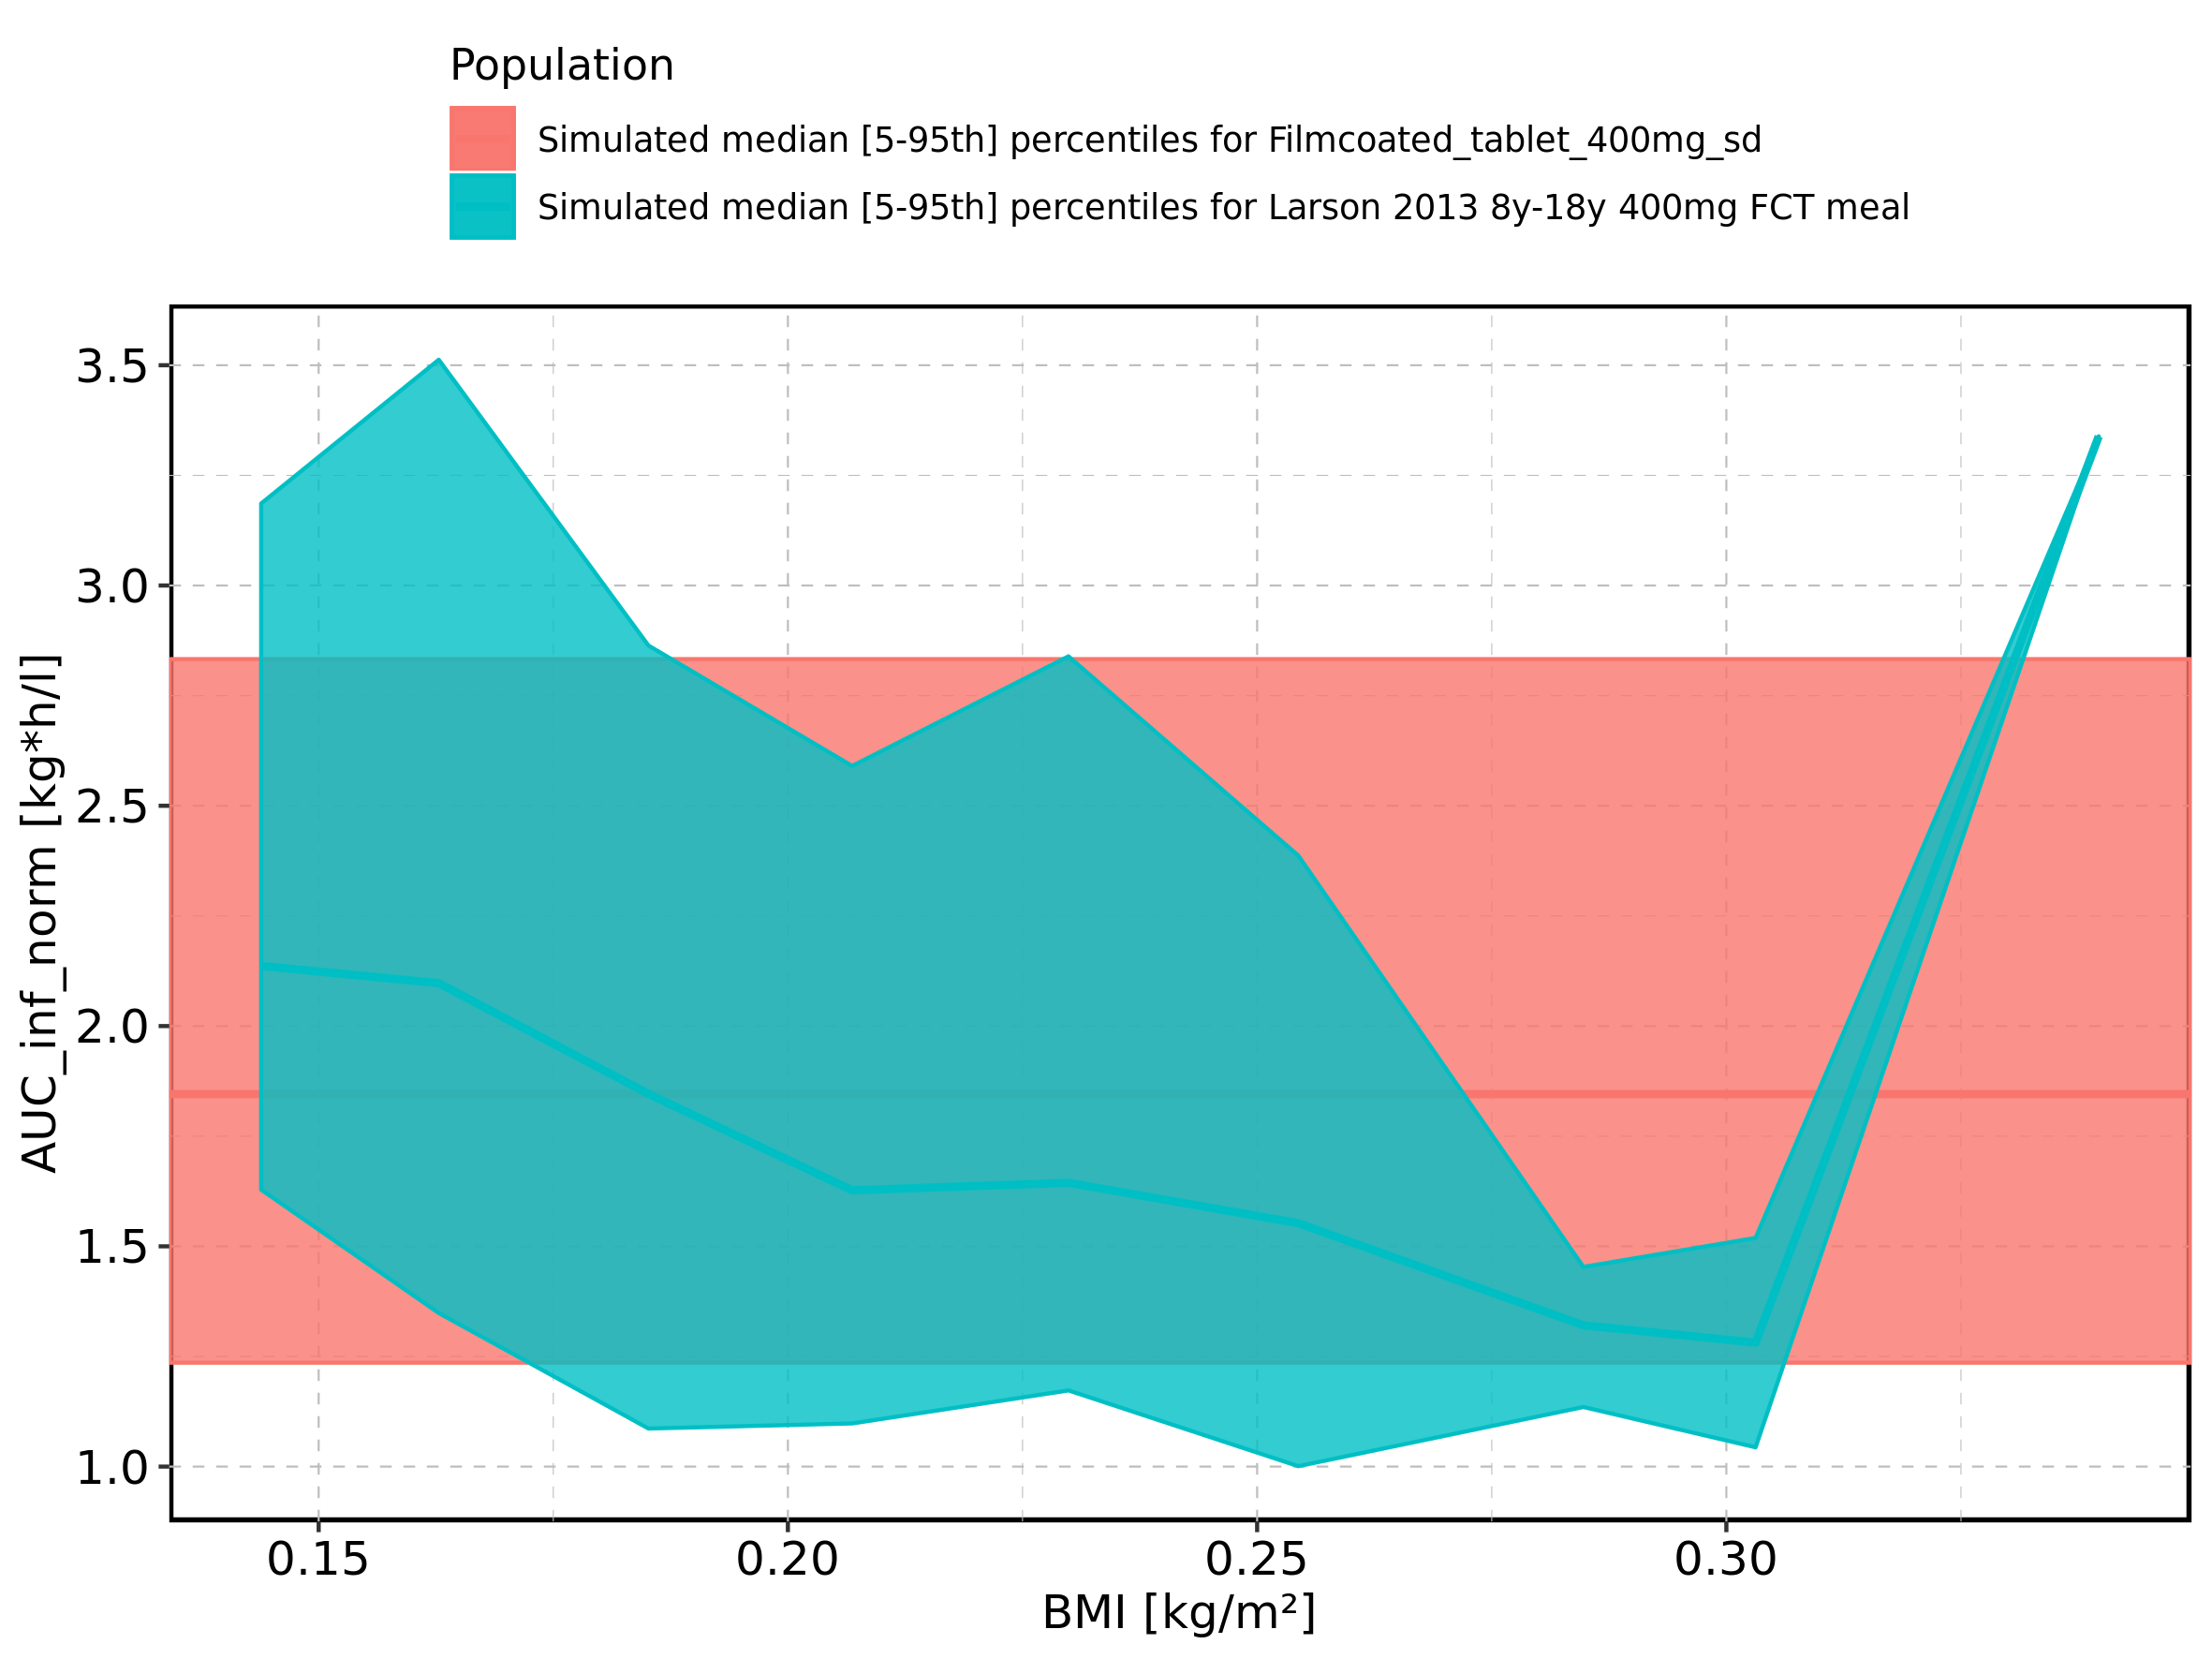 Population
Simulated median [5-95th] percentiles for Filmcoated_tablet_400mg_sd
Simulated median [5-95th] percentiles for Larson 2013 8y-18y 400mg FCT meal
3.5
3.0
2.5
2.0
1.5
1.0
AUC_inf_norm [kg*h/l]
0.15 0.20 0.25 0.30
BMI [kg/m²]